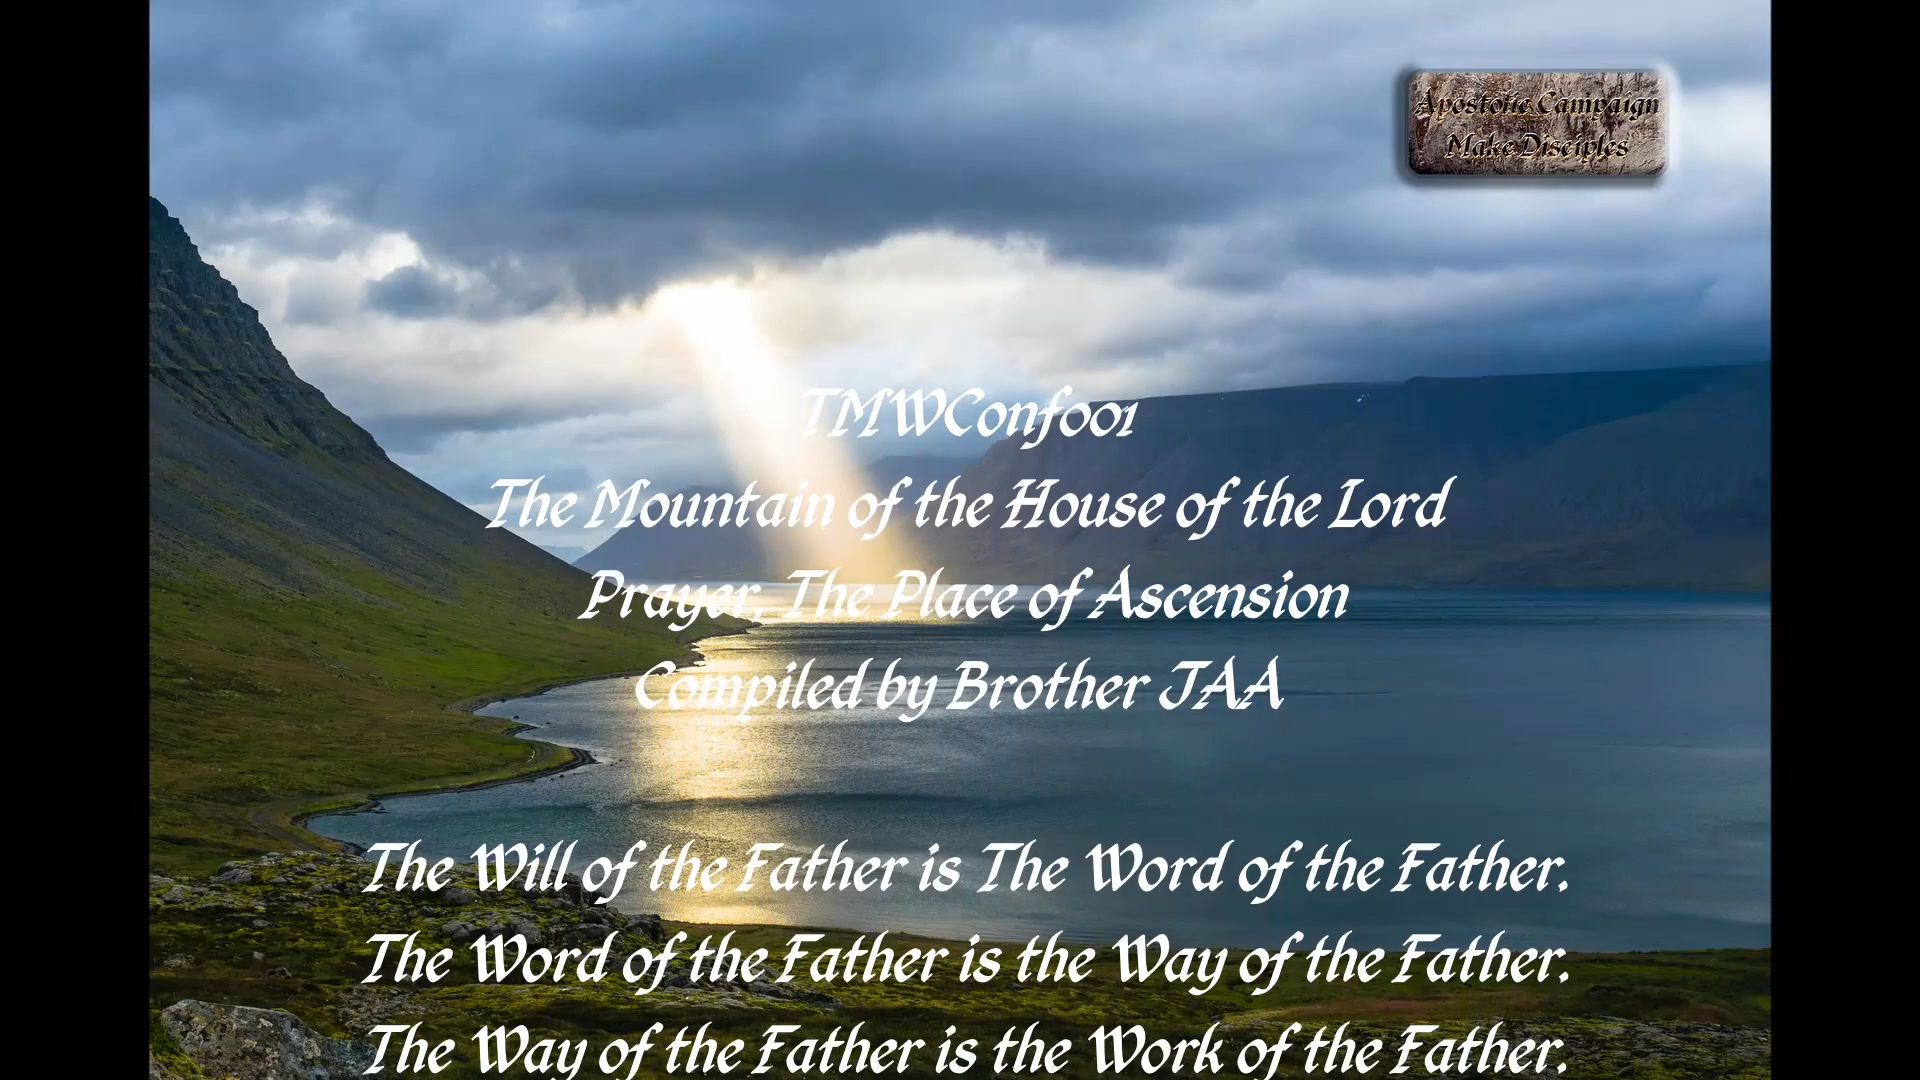 Apostolic Campaign
Make Disciples
TMWConf001
The Mountain of the House of the Lord
Prayer, The Place of Ascension
Compiled by Brother JAA
The Will of the Father is The Word of the Father.
The Word of the Father is the Way of the Father.
The Way of the Father is the Work of the Father.